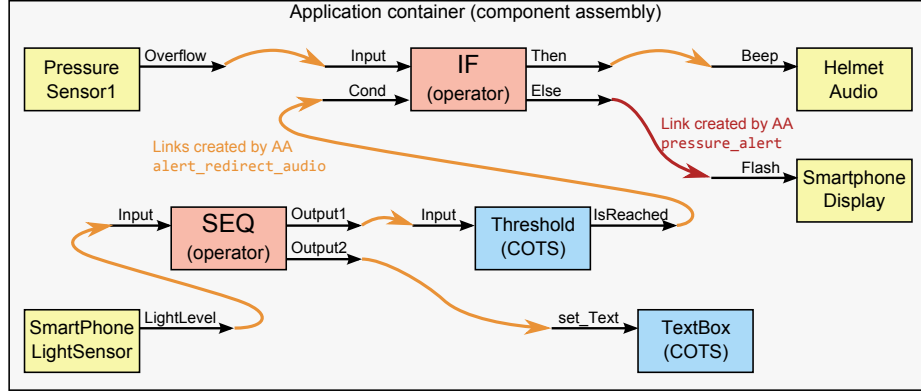 Application container (component assembly)
Pressure
Sensor1
Overflow
Input
IF
(operator)
Then
Beep
Helmet
Audio
Cond
Else
Links created by AA
alert_redirect_audio
Link created by AA
pressure_alert
Flash
Smartphone
Display
Input
SEQ
(operator)
Output1
Output2
Input
Threshold
(COTS)
IsReached
SmartPhone
LightSensor
LightLevel
set_Text
TextBox
(COTS)